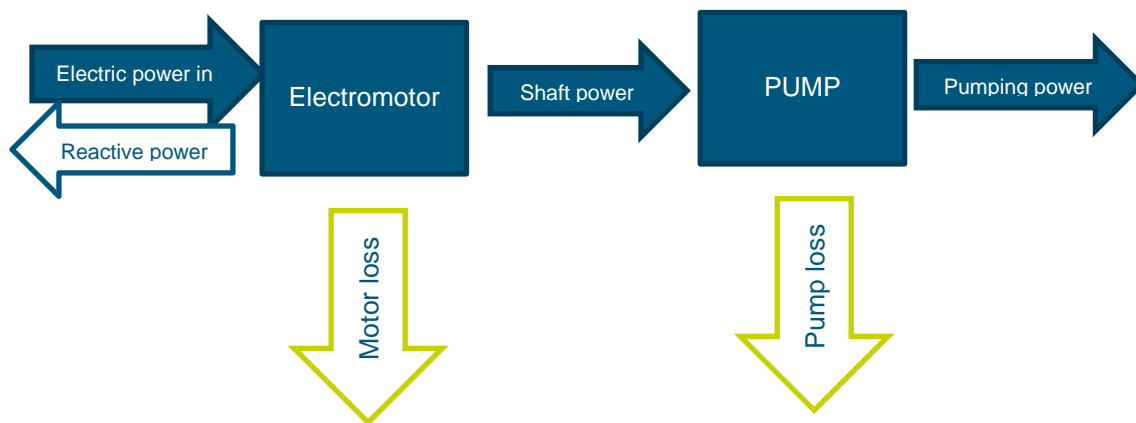 Electric power in
Electromotor
Shaft power
PUMP
Pumping power
Reactive power
Motor loss
Pump loss